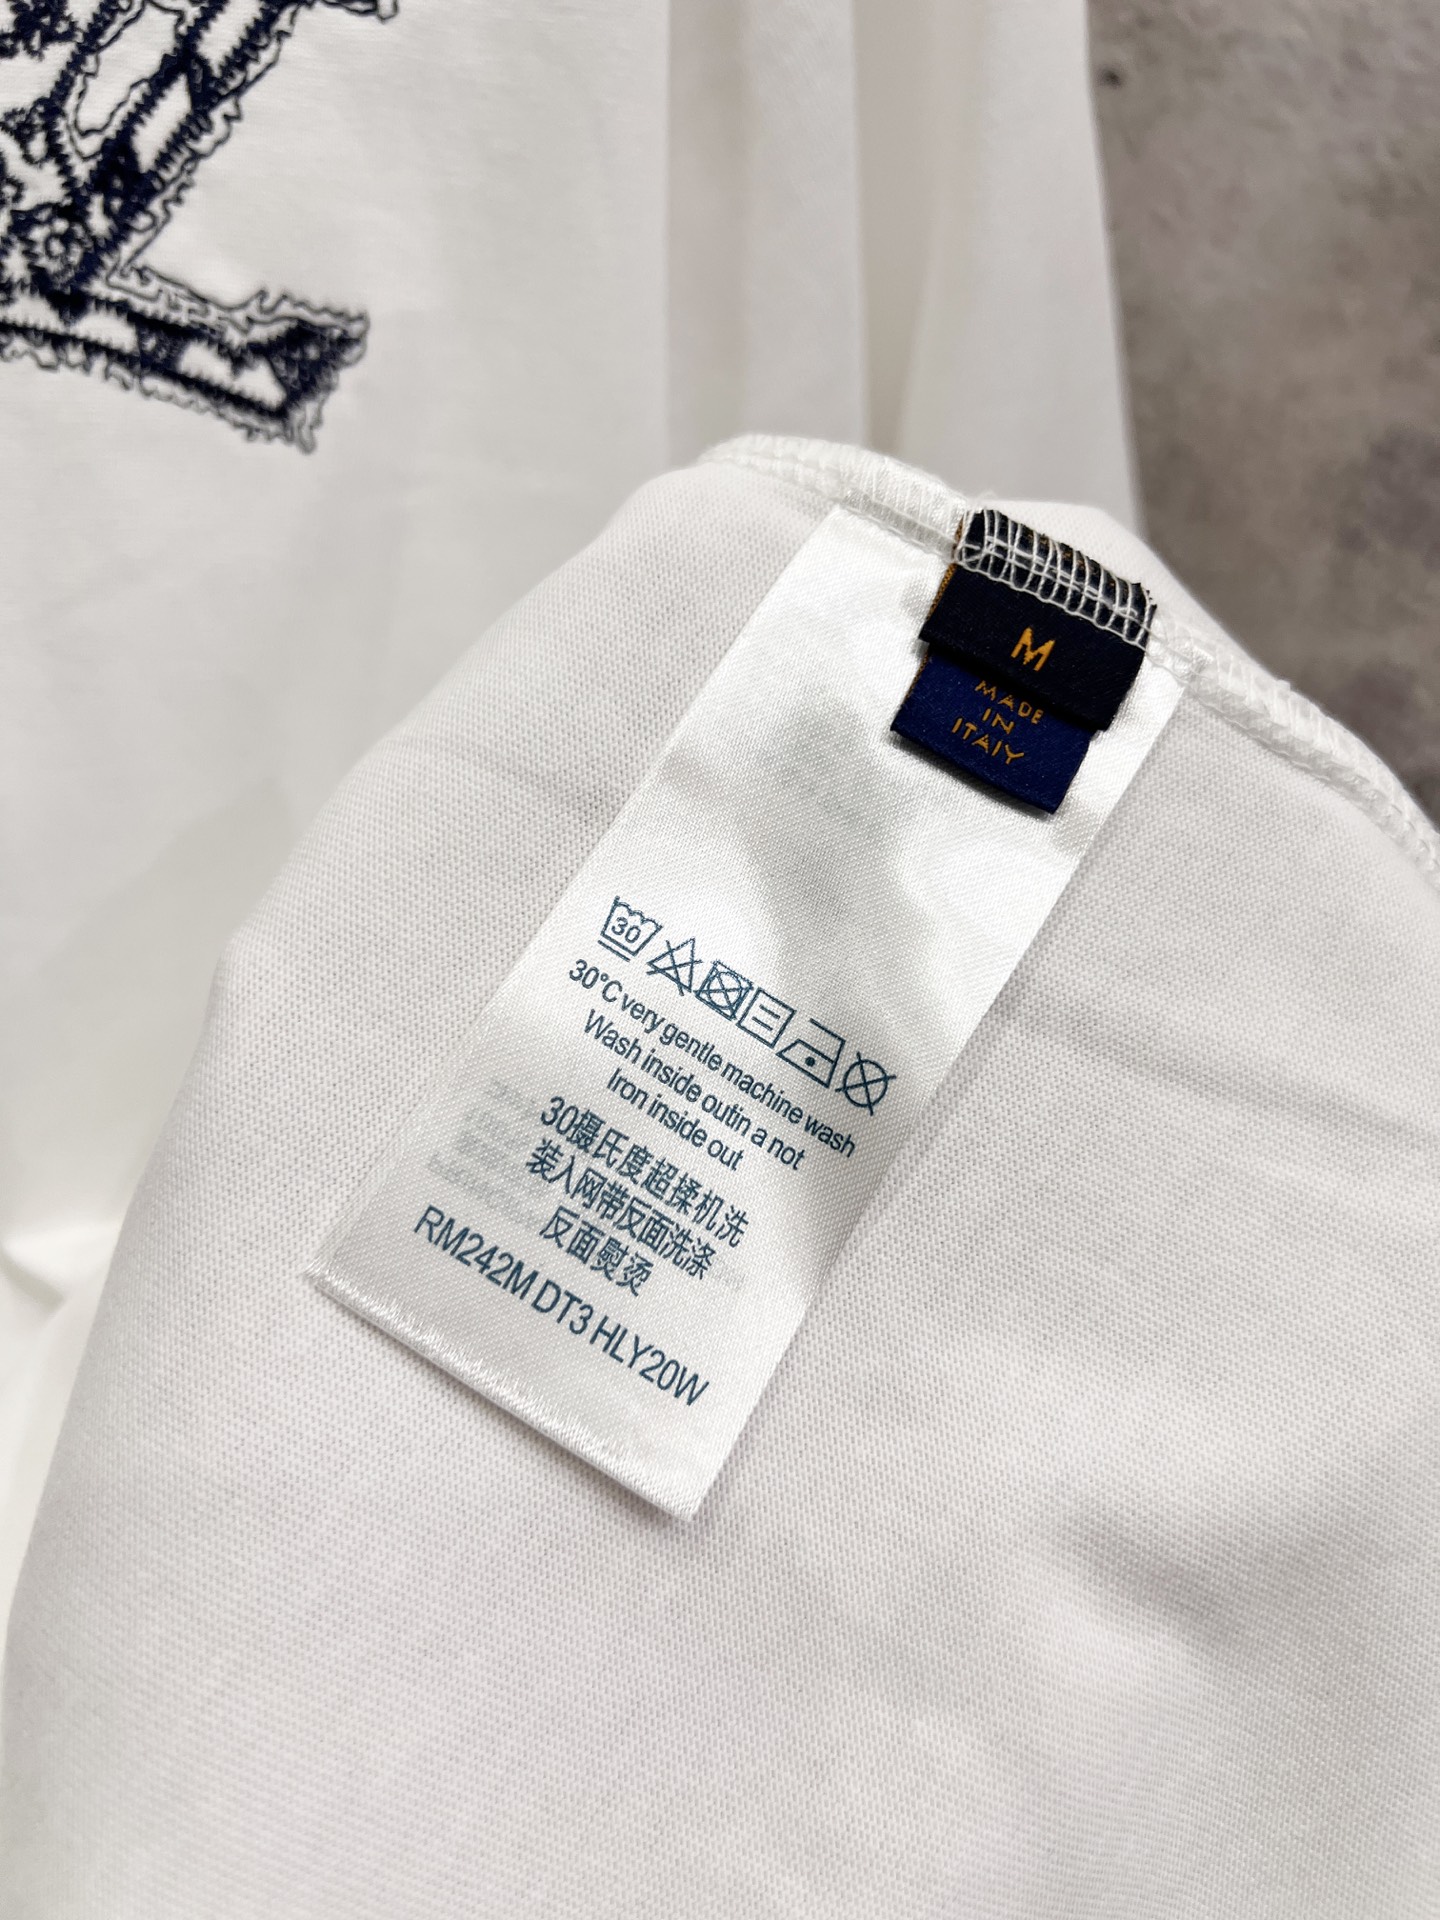 M
MADE
IN
ITAIY
30
30°C very gentle machine wash
Wash inside outin a not
Iron inside out
30摄氏度超揉机洗
装入网带反面洗涤
反面熨烫
RM242M DT3 HLY20W